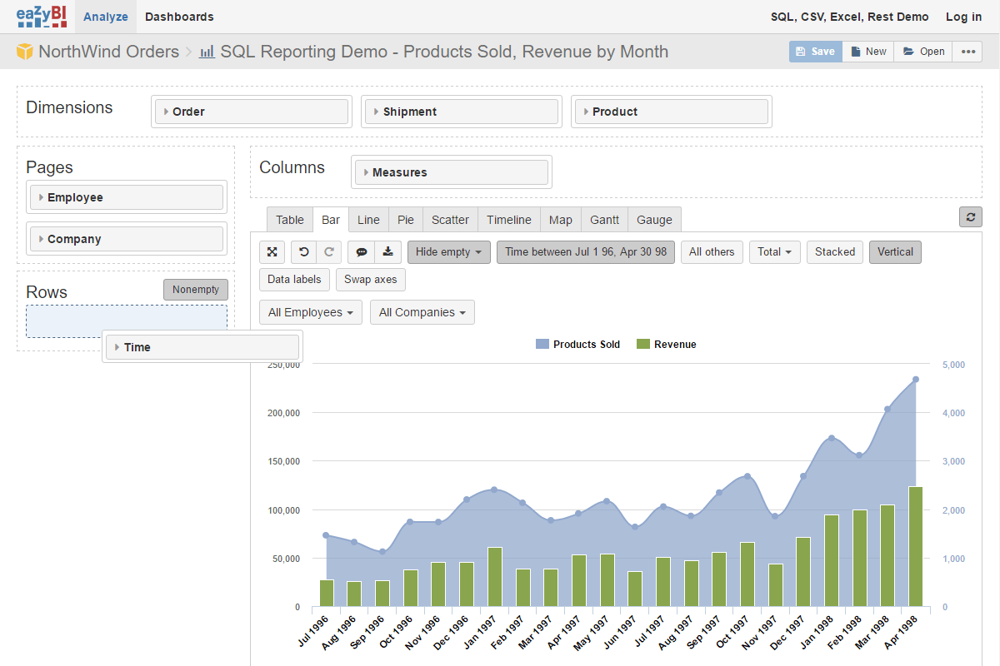 eazyBI Analyze Dashboards SQL, CSV, Excel, Rest Demo Log in
NorthWind Orders > SQL Reporting Demo - Products Sold, Revenue by Month Save New Open •••
Dimensions Order Shipment Product
Pages
Employee
Company
Columns Measures
Rows Nonempty
Time
Table Bar Line Pie Scatter Timeline Map Gantt Gauge
Hide empty Time between Jul 1 96, Apr 30 98 All others Total Stacked Vertical
Data labels Swap axes
All Employees All Companies
Products Sold Revenue
250,000 5,000
200,000 4,000
150,000 3,000
100,000 2,000
50,000 1,000
0 0
Jul 1996 Aug 1996 Sep 1996 Oct 1996 Nov 1996 Dec 1996 Jan 1997 Feb 1997 Mar 1997 Apr 1997 May 1997 Jun 1997 Jul 1997 Aug 1997 Sep 1997 Oct 1997 Nov 1997 Dec 1997 Jan 1998 Feb 1998 Mar 1998 Apr 1998